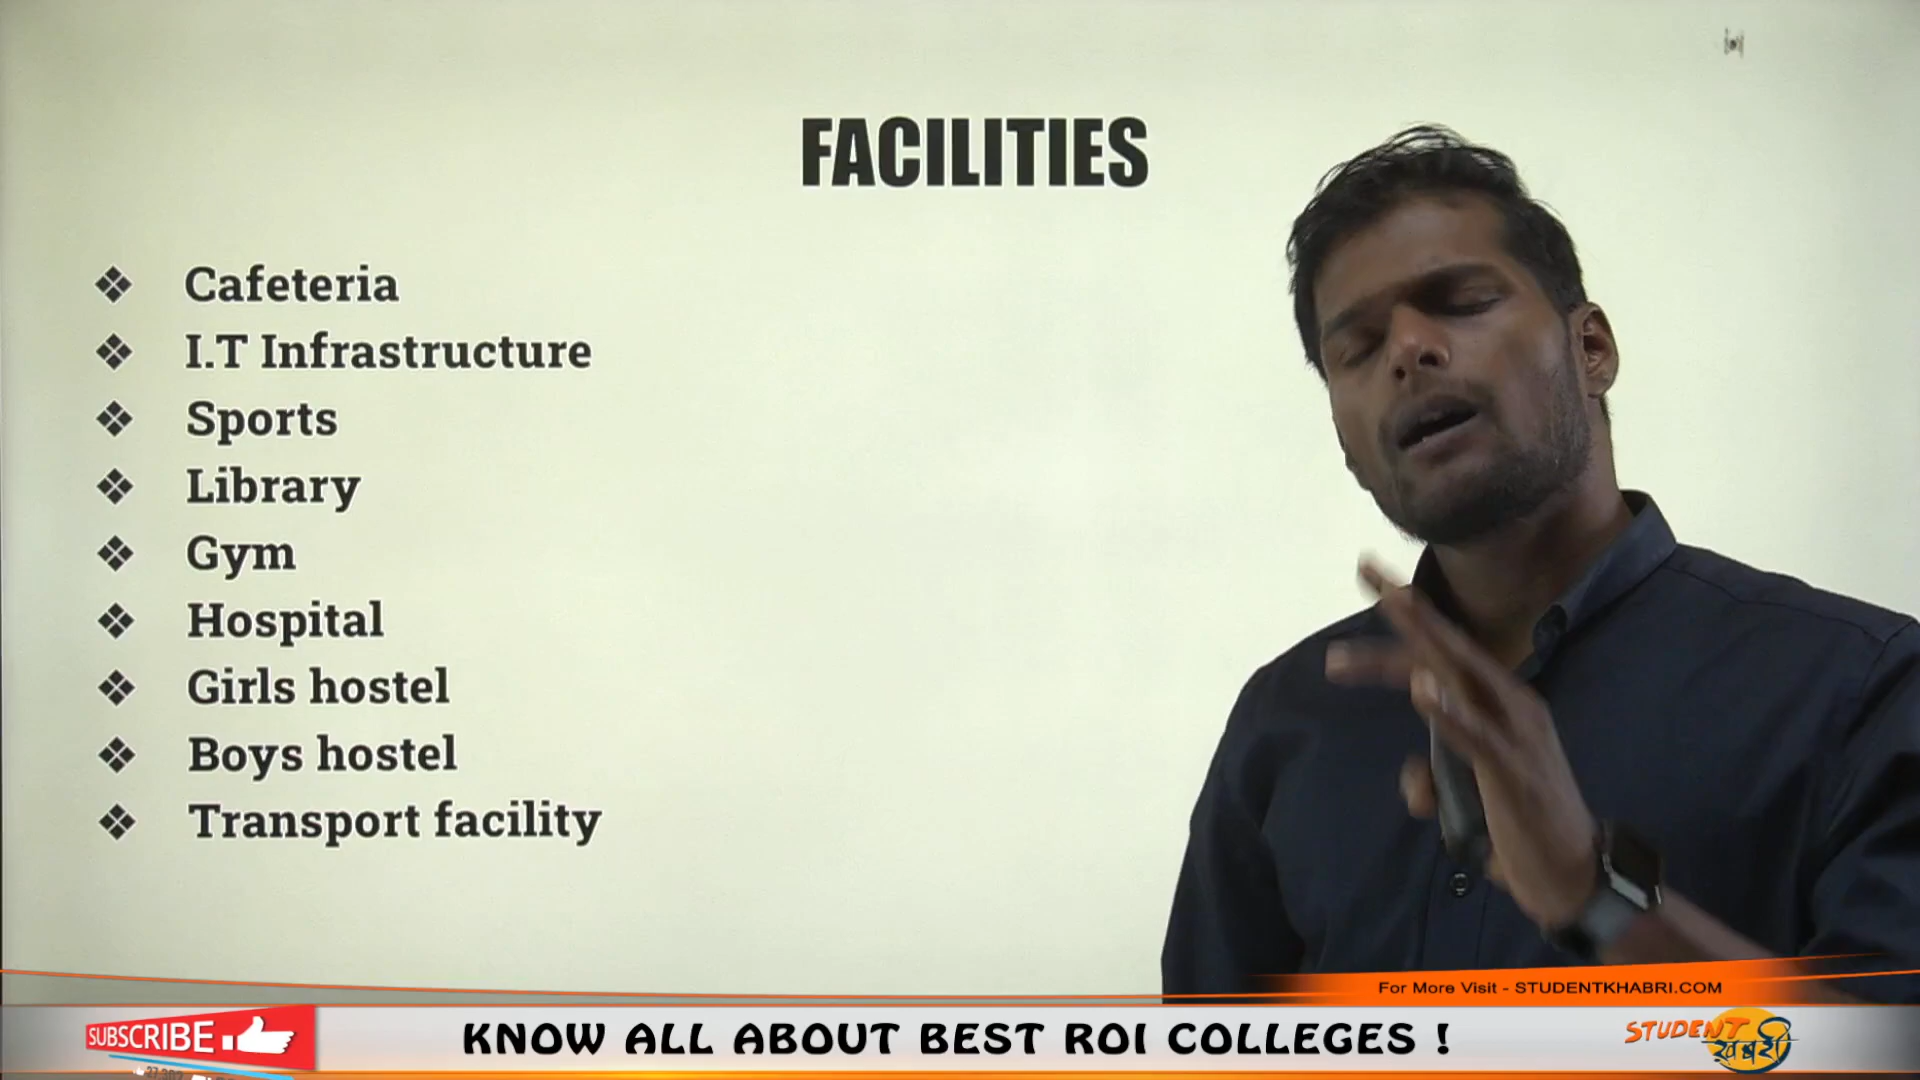 FACILITIES
Cafeteria
I.T Infrastructure
Sports
Library
Gym
Hospital
Girls hostel
Boys hostel
Transport facility
For More Visit - STUDENTKHABRI.COM
SUBSCRIBE
KNOW ALL ABOUT BEST ROI COLLEGES !
STUDENT
खबरी